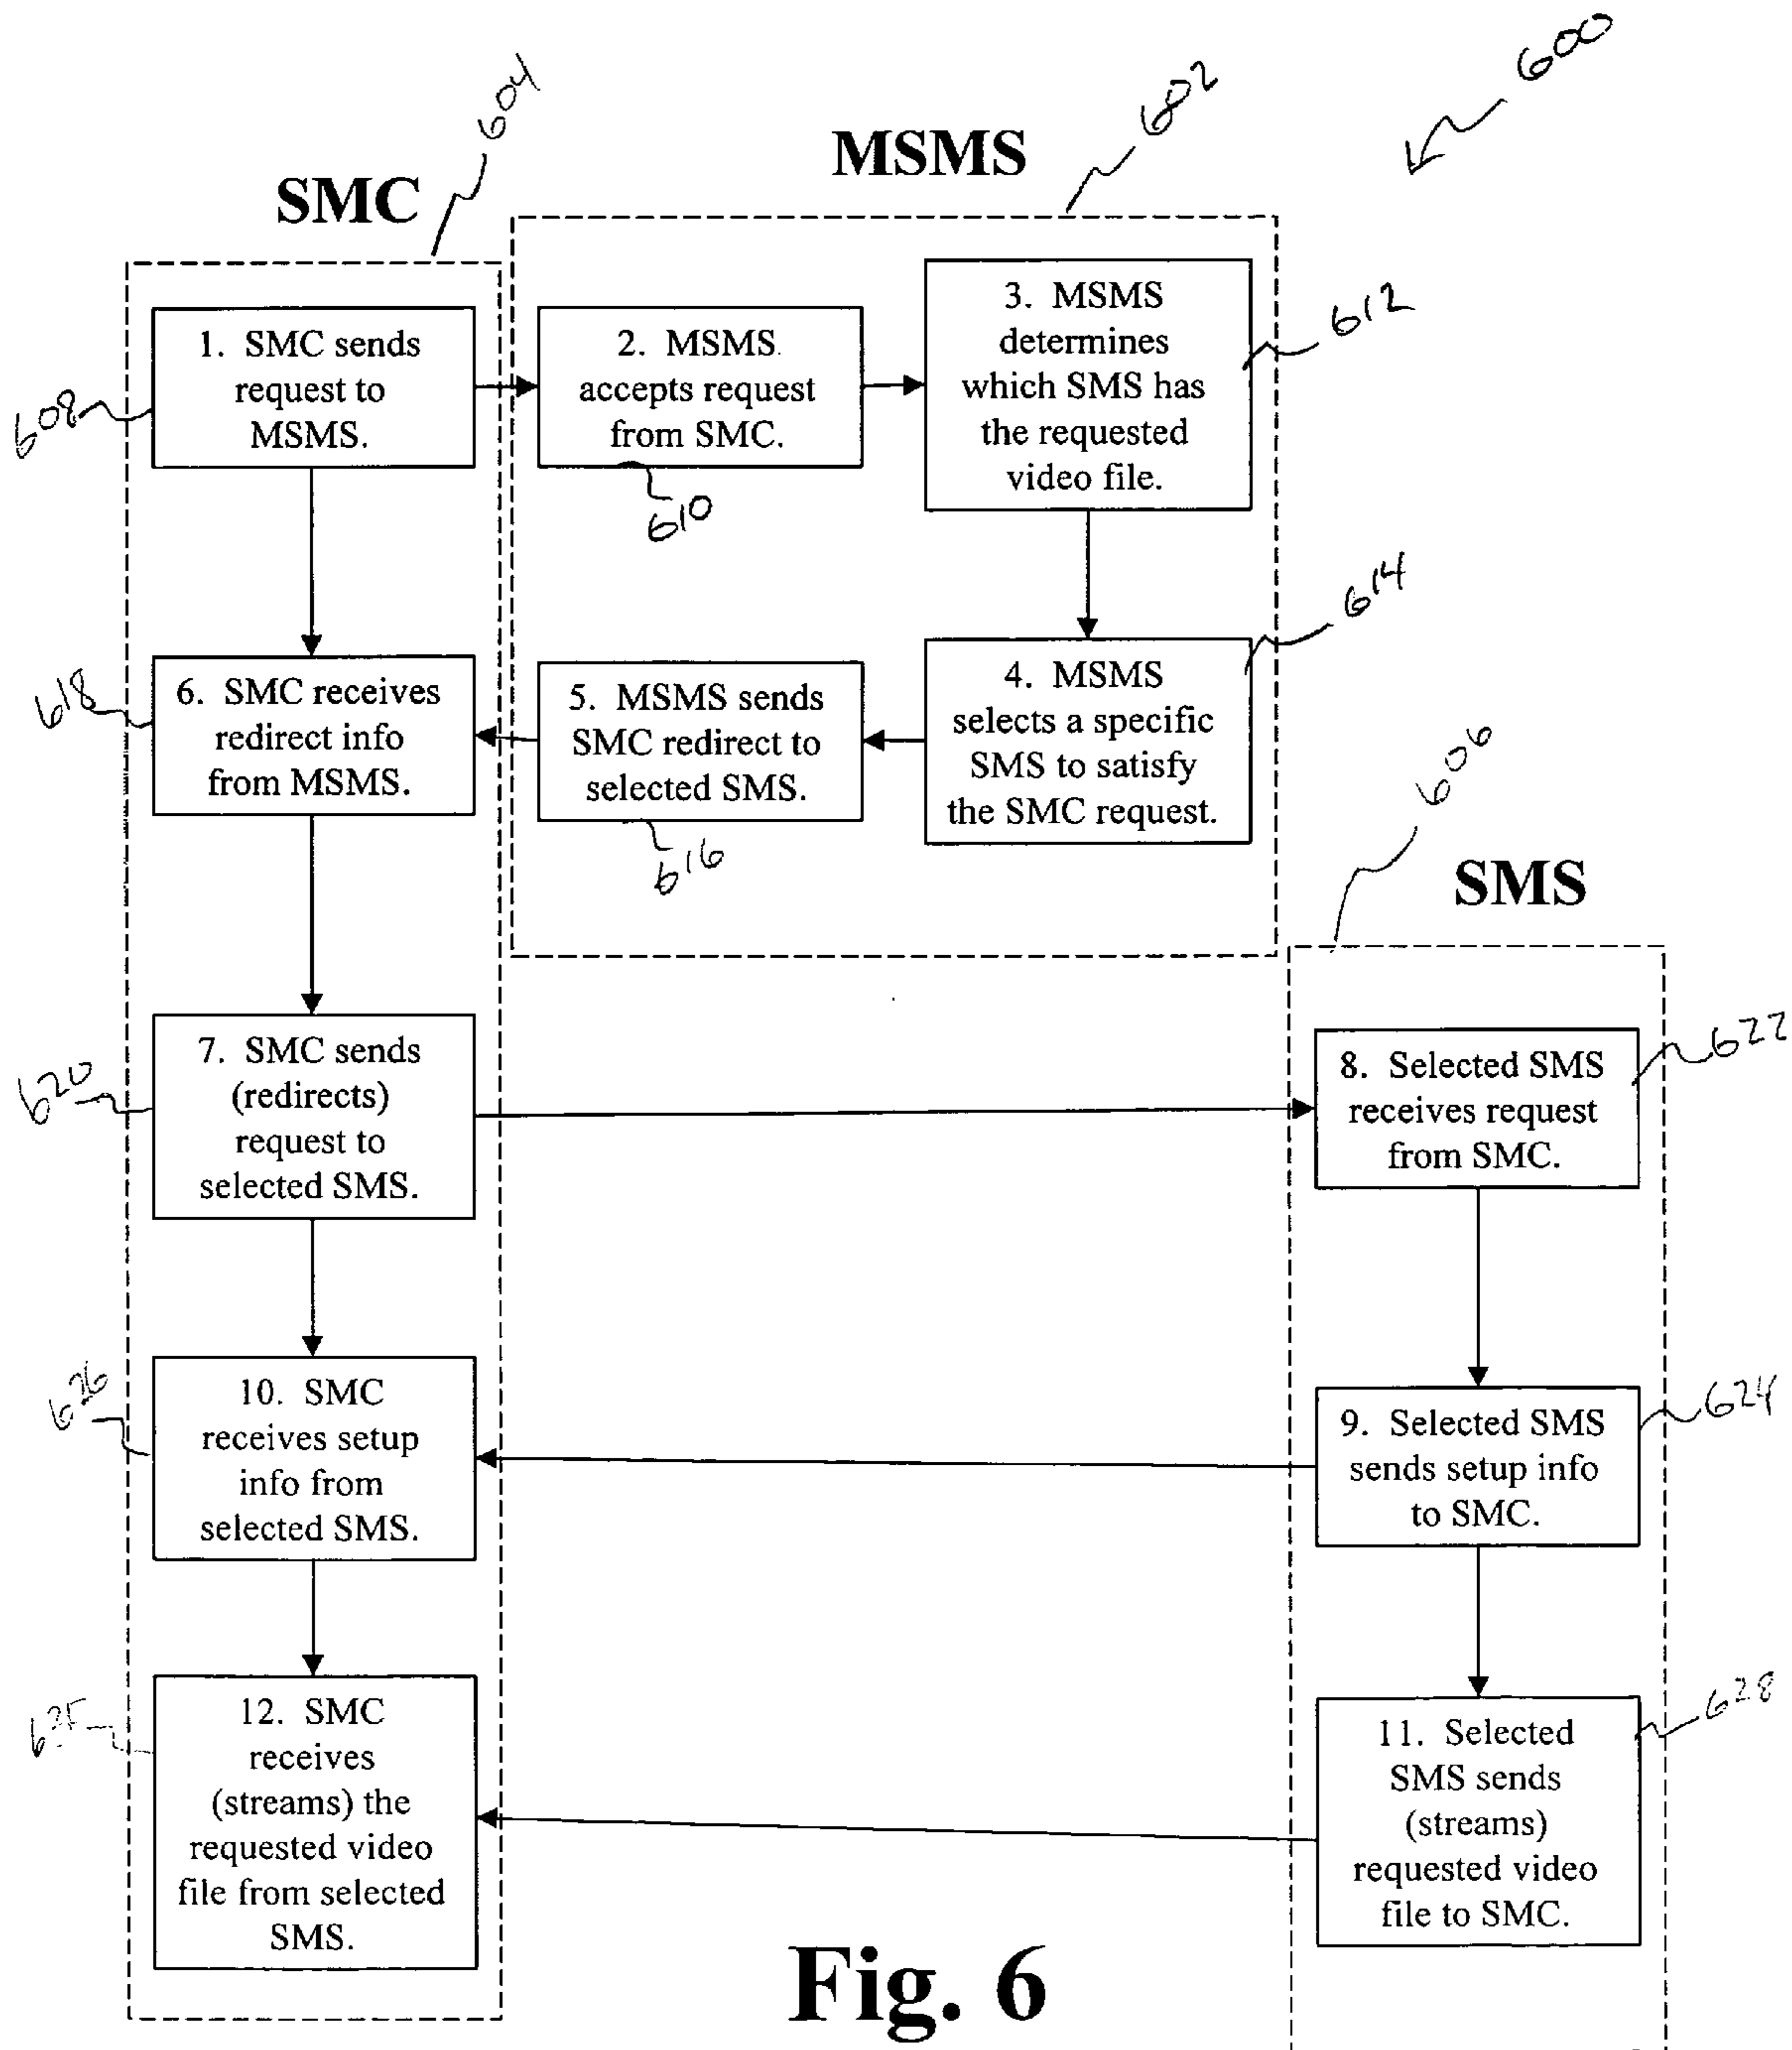 600
604
602
MSMS
SMC
1. SMC sends
request to
MSMS.
608
2. MSMS
accepts request
from SMC.
610
3. MSMS
determines
which SMS has
the requested
video file.
612
614
6. SMC receives
redirect info
from MSMS.
618
5. MSMS sends
SMC redirect to
selected SMS.
616
4. MSMS
selects a specific
SMS to satisfy
the SMC request.
606
SMS
7. SMC sends
(redirects)
request to
selected SMS.
620
8. Selected SMS
receives request
from SMC.
622
10. SMC
receives setup
info from
selected SMS.
626
9. Selected SMS
sends setup info
to SMC.
624
12. SMC
receives
(streams) the
requested video
file from selected
SMS.
11. Selected
SMS sends
(streams)
requested video
file to SMC.
628
Fig. 6